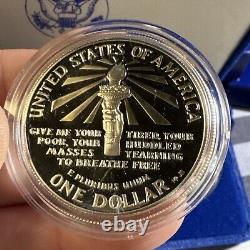 UNITED STATES OF AMERICA
GIVE ME YOUR TIRED, YOUR
POOR, YOUR HUDDLED
MASSES YEARNING
TO BREATHE FREE
E PLURIBUS UNUM
ONE DOLLAR